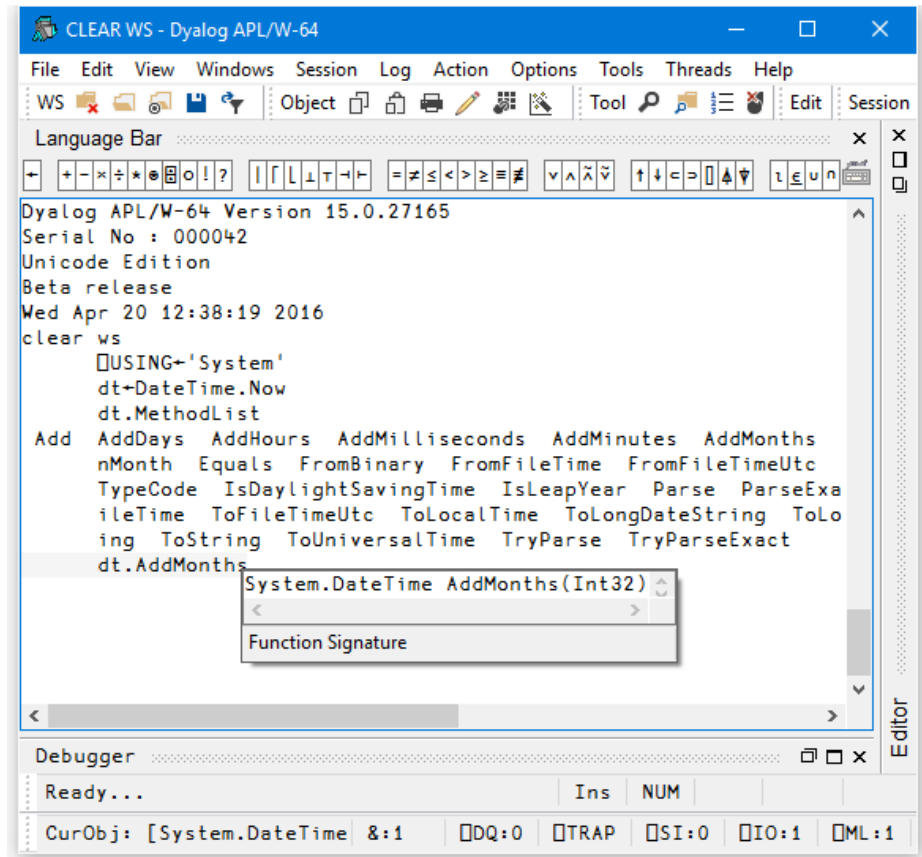 CLEAR WS - Dyalog APL/W-64
File Edit View Windows Session Log Action Options Tools Threads Help
WS Object Tool Edit Session
Language Bar
← + - × ÷ * ⍟ ⌹ ○ ! ? | ⌈ ⌊ ⊥ ⊤ ⊣ ⊢ = ≠ ≤ < > ≥ ≡ ≢ ∨ ∧ ⍲ ⍱ ↑ ↓ ⊂ ⊃ ⌷ ⍋ ⍒ ⍳ ⍷ ∪ ∩
Dyalog APL/W-64 Version 15.0.27165
Serial No : 000042
Unicode Edition
Beta release
Wed Apr 20 12:38:19 2016
clear ws
⎕USING←'System'
dt←DateTime.Now
dt.MethodList
Add AddDays AddHours AddMilliseconds AddMinutes AddMonths
nMonth Equals FromBinary FromFileTime FromFileTimeUtc
TypeCode IsDaylightSavingTime IsLeapYear Parse ParseExa
ileTime ToFileTimeUtc ToLocalTime ToLongDateString ToLo
ing ToString ToUniversalTime TryParse TryParseExact
dt.AddMonths
System.DateTime AddMonths(Int32)
Function Signature
Editor
Debugger
Ready... Ins NUM
CurObj: [System.DateTime &:1 ⎕DQ:0 ⎕TRAP ⎕SI:0 ⎕IO:1 ⎕ML:1